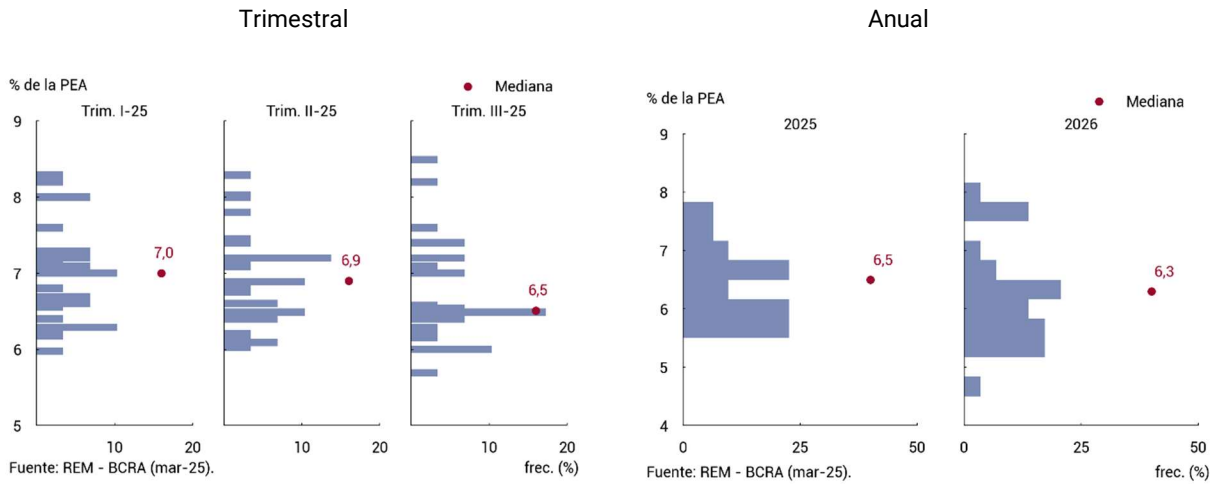 Trimestral
% de la PEA
Mediana
Trim. I-25
Trim. II-25
Trim. III-25
9
8
7
6
5
7,0
6,9
6,5
10
20
10
20
10
20
Fuente: REM - BCRA (mar-25).
frec. (%)
Anual
% de la PEA
Mediana
2025
2026
9
8
7
6
5
4
6,5
6,3
0
25
50
0
25
50
Fuente: REM - BCRA (mar-25).
frec. (%)